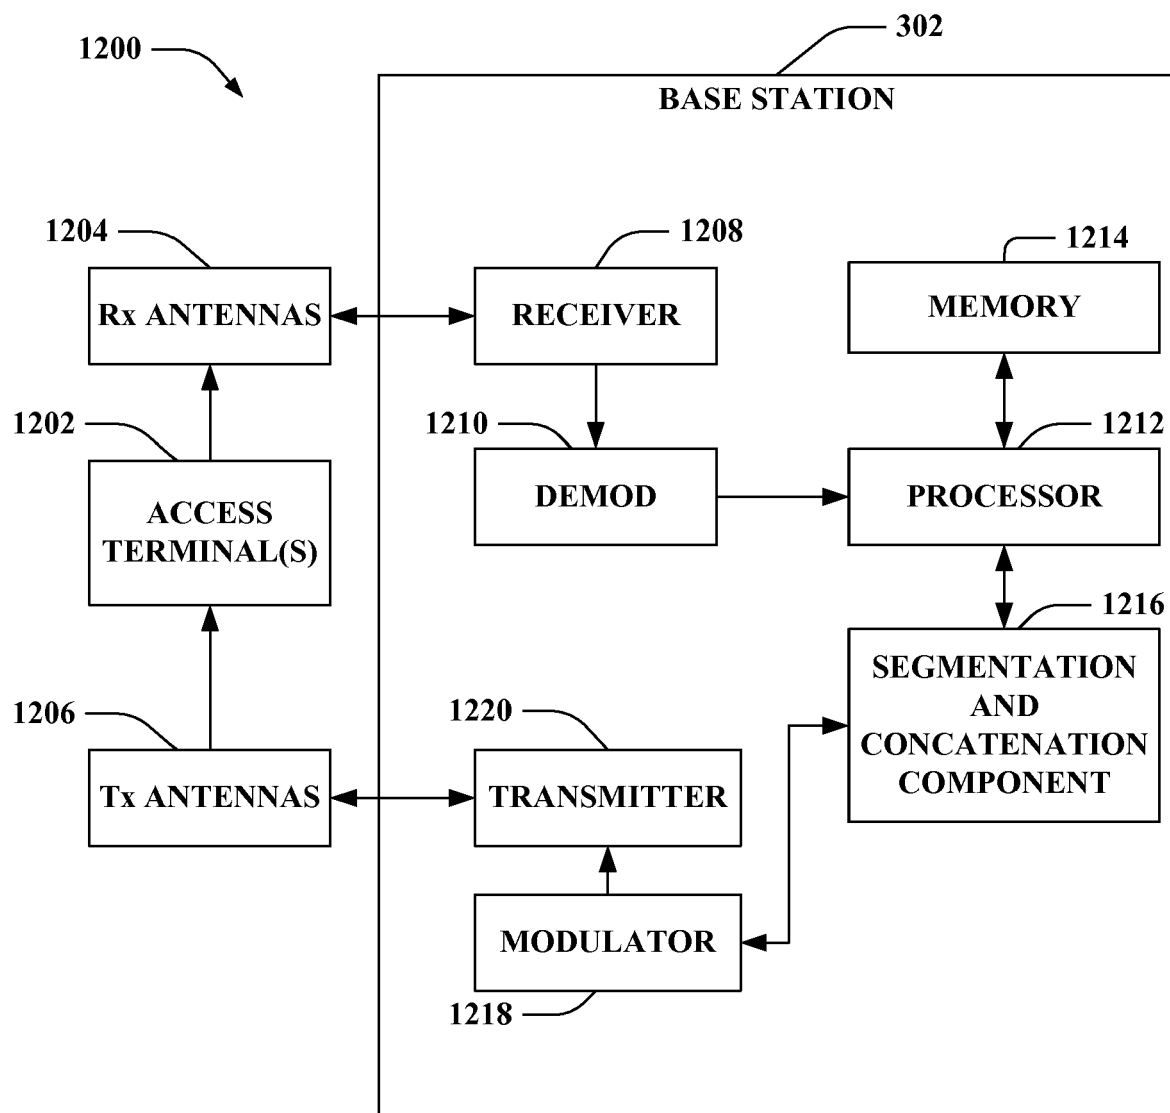 302
1200
BASE STATION
1204
1208
1214
Rx ANTENNAS
RECEIVER
MEMORY
1202
1210
1212
ACCESS
TERMINAL(S)
DEMOD
PROCESSOR
1216
SEGMENTATION
AND
CONCATENATION
COMPONENT
1206
1220
Tx ANTENNAS
TRANSMITTER
MODULATOR
1218